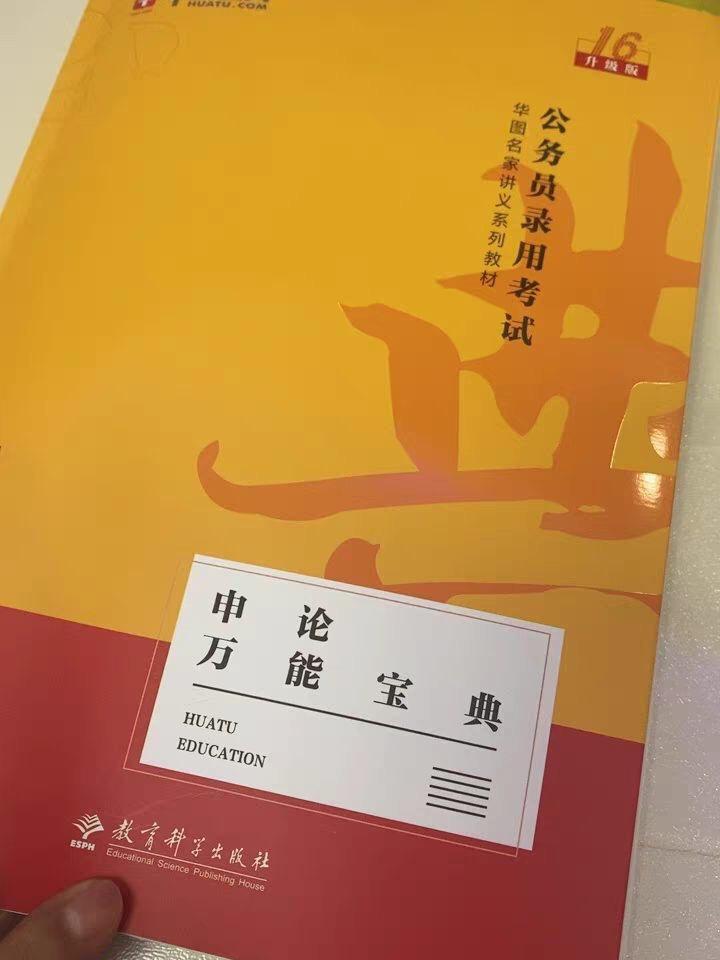 HUATU.COM
16
升级版
公务员录用考试
华图名家讲义系列教材
申论
万能宝典
HUATU
EDUCATION
ESPH
教育科学出版社
Educational Science Publishing House